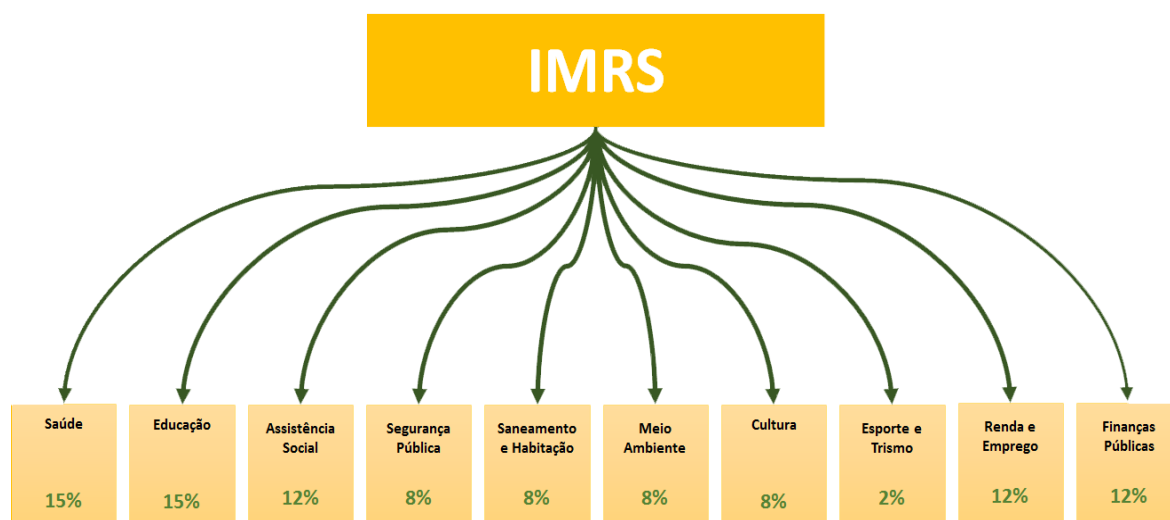 IMRS
Saúde
15%
Educação
15%
Assistência
Social
12%
Segurança
Pública
8%
Saneamento
e Habitação
8%
Meio
Ambiente
8%
Cultura
8%
Esporte e
Trismo
2%
Renda e
Emprego
12%
Finanças
Públicas
12%